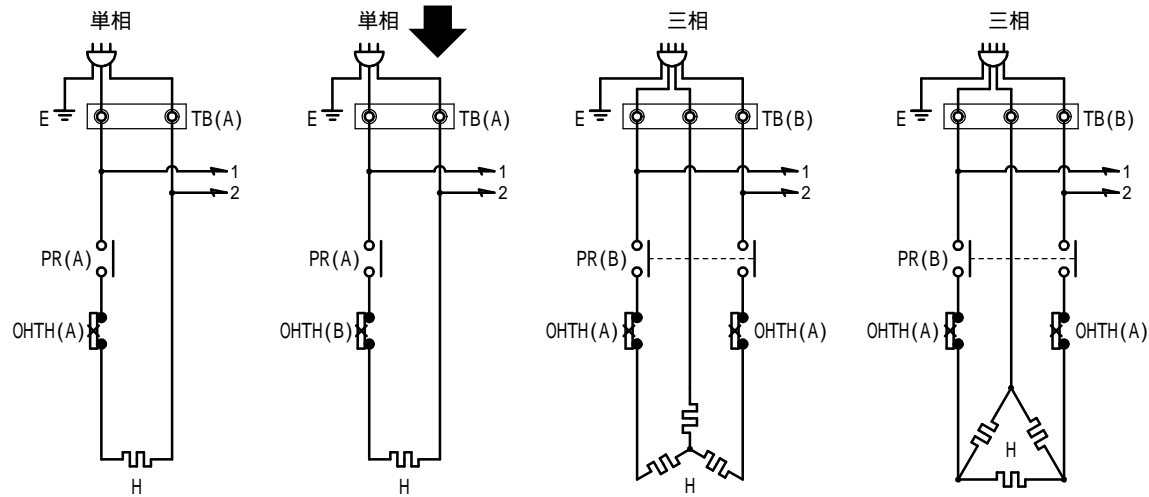 単相
E
TB(A)
1
2
PR(A)
OHTH(A)
H
単相
E
TB(A)
1
2
PR(A)
OHTH(B)
H
三相
E
TB(B)
1
2
PR(B)
OHTH(A) OHTH(A)
H
三相
E
TB(B)
1
2
PR(B)
OHTH(A) OHTH(A)
H